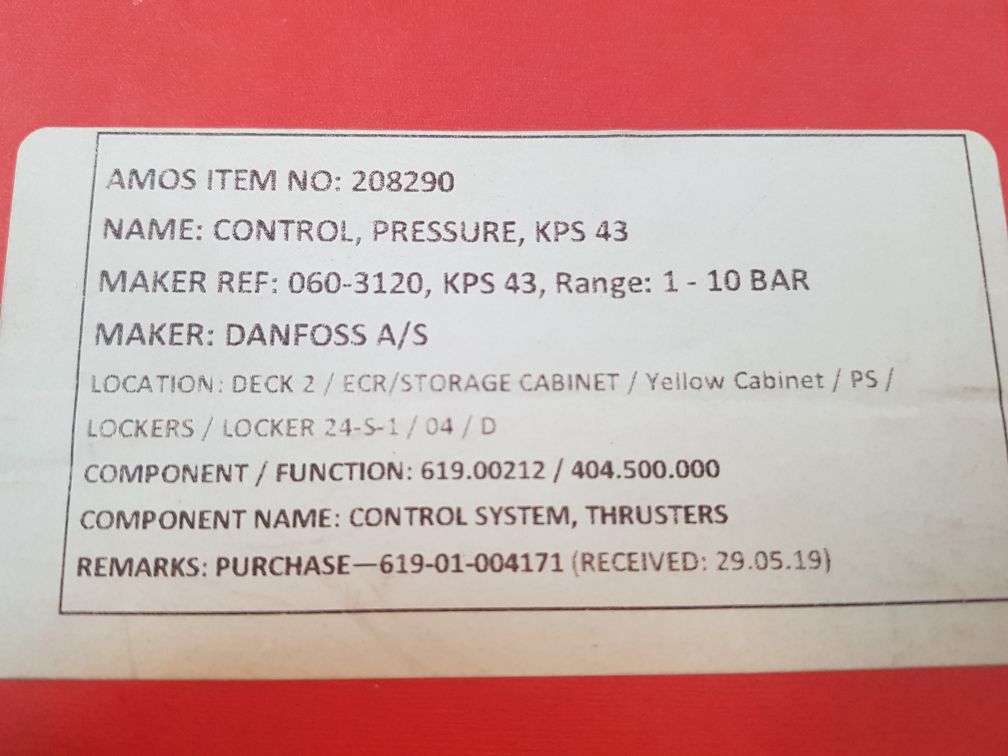 AMOS ITEM NO: 208290
NAME: CONTROL, PRESSURE, KPS 43
MAKER REF: 060-3120, KPS 43, Range: 1 - 10 BAR
MAKER: DANFOSS A/S
LOCATION: DECK 2 / ECR/STORAGE CABINET / Yellow Cabinet / PS /
LOCKERS / LOCKER 24-S-1 / 04 / D
COMPONENT / FUNCTION: 619.00212 / 404.500.000
COMPONENT NAME: CONTROL SYSTEM, THRUSTERS
REMARKS: PURCHASE—619-01-004171 (RECEIVED: 29.05.19)